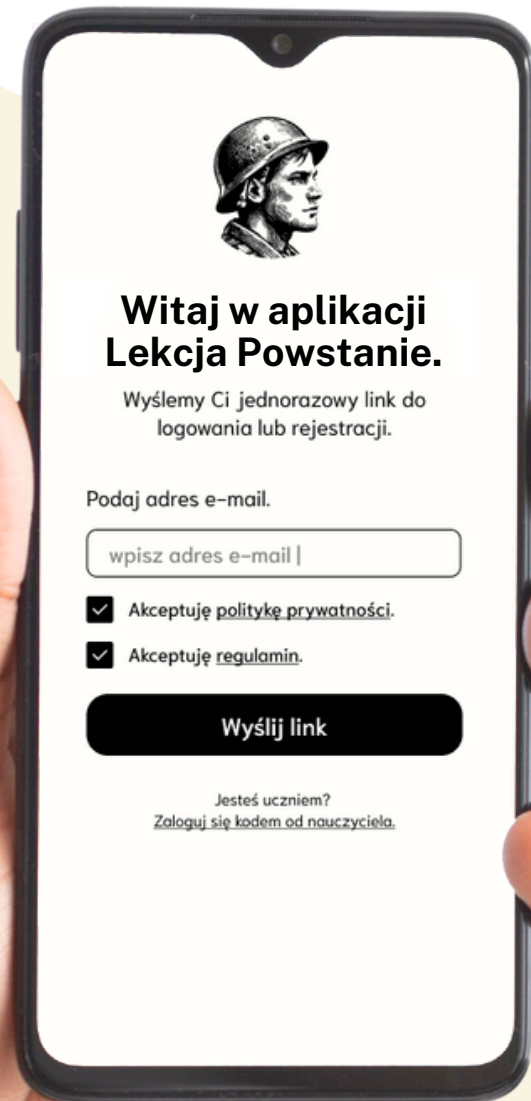 Witaj w aplikacji
Lekcja Powstanie.
Wyślemy Ci jednorazowy link do
logowania lub rejestracji.
Podaj adres e-mail.
wpisz adres e-mail |
Akceptuję politykę prywatności.
Akceptuję regulamin.
Wyślij link
Jesteś uczniem?
Zaloguj się kodem od nauczyciela.